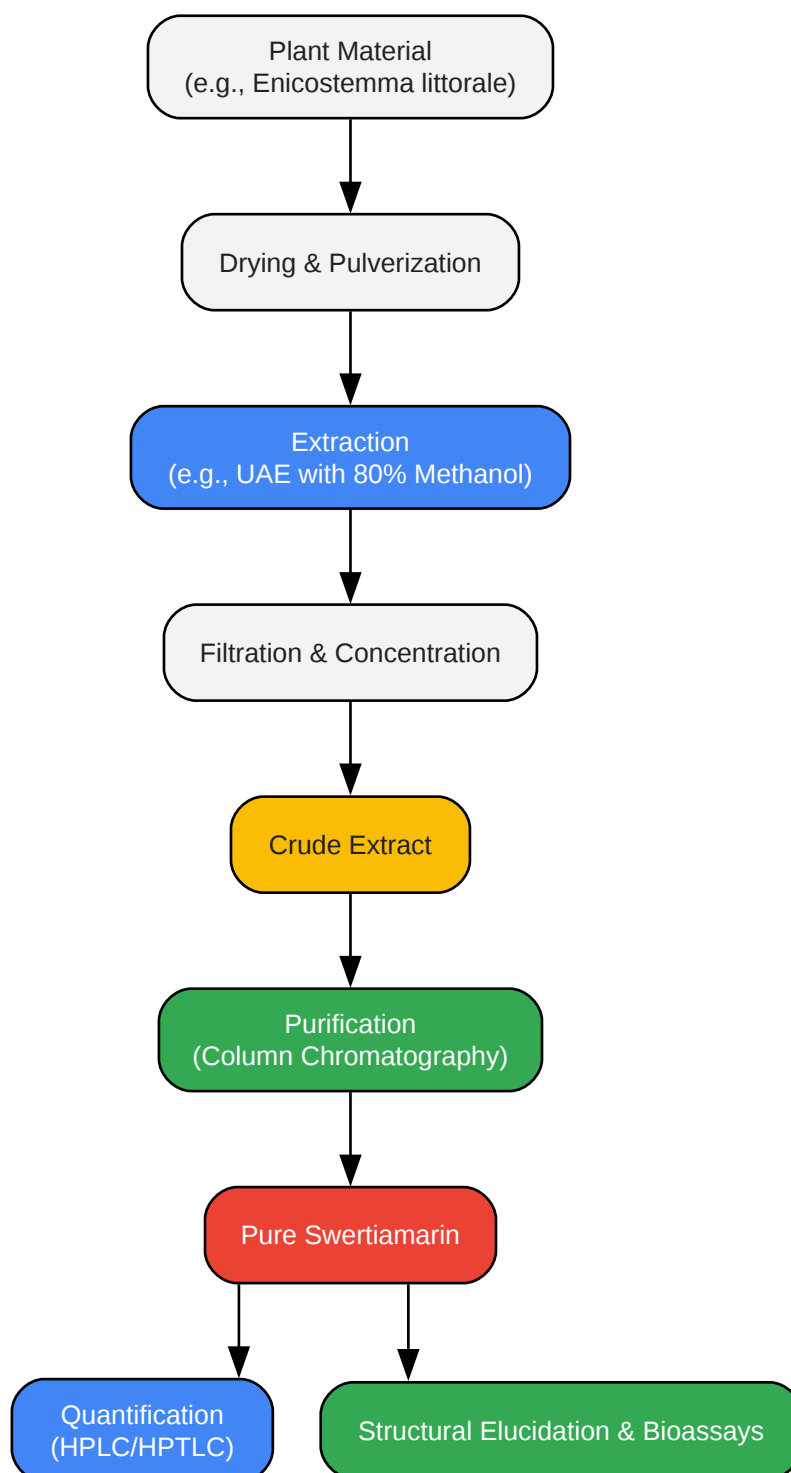 Plant Material
(e.g., Enicostemma littorale)
Drying & Pulverization
Extraction
(e.g., UAE with 80% Methanol)
Filtration & Concentration
Crude Extract
Purification
(Column Chromatography)
Pure Swertiamarin
Quantification
(HPLC/HPTLC)
Structural Elucidation & Bioassays